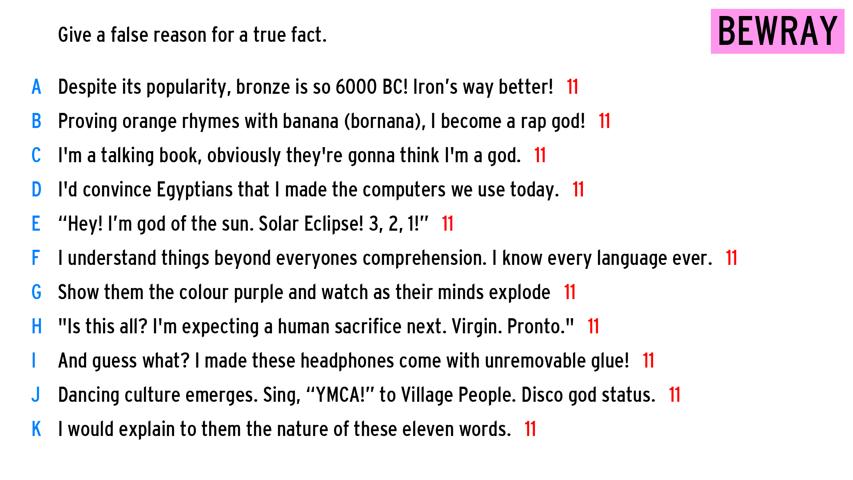 Give a false reason for a true fact.
BEWRAY
A Despite its popularity, bronze is so 6000 BC! Iron's way better! 11
B Proving orange rhymes with banana (bornana), I become a rap god! 11
C I'm a talking book, obviously they're gonna think I'm a god. 11
D I'd convince Egyptians that I made the computers we use today. 11
E “Hey! I'm god of the sun. Solar Eclipse! 3, 2, 1!” 11
F I understand things beyond everyones comprehension. I know every language ever. 11
G Show them the colour purple and watch as their minds explode 11
H "Is this all? I'm expecting a human sacrifice next. Virgin. Pronto." 11
I And guess what? I made these headphones come with unremovable glue! 11
J Dancing culture emerges. Sing, “YMCA!” to Village People. Disco god status. 11
K I would explain to them the nature of these eleven words. 11